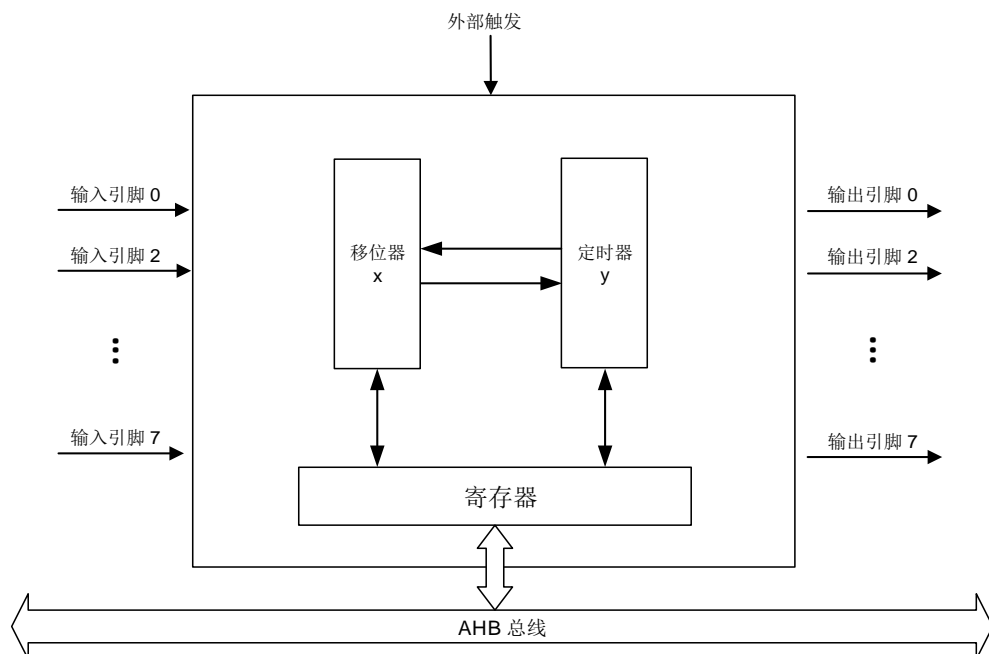 外部触发
输入引脚 0
输出引脚 0
移位器
x
定时器
y
输入引脚 2
输出引脚 2
输入引脚 7
输出引脚 7
寄存器
AHB 总线